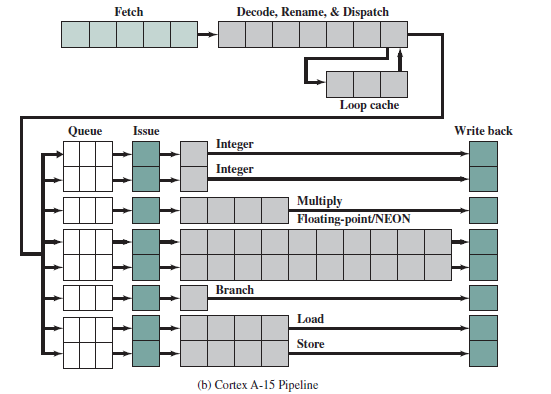 Fetch
Decode, Rename, & Dispatch
Loop cache
Queue
Issue
Write back
Integer
Integer
Multiply
Floating-point/NEON
Branch
Load
Store
(b) Cortex A-15 Pipeline